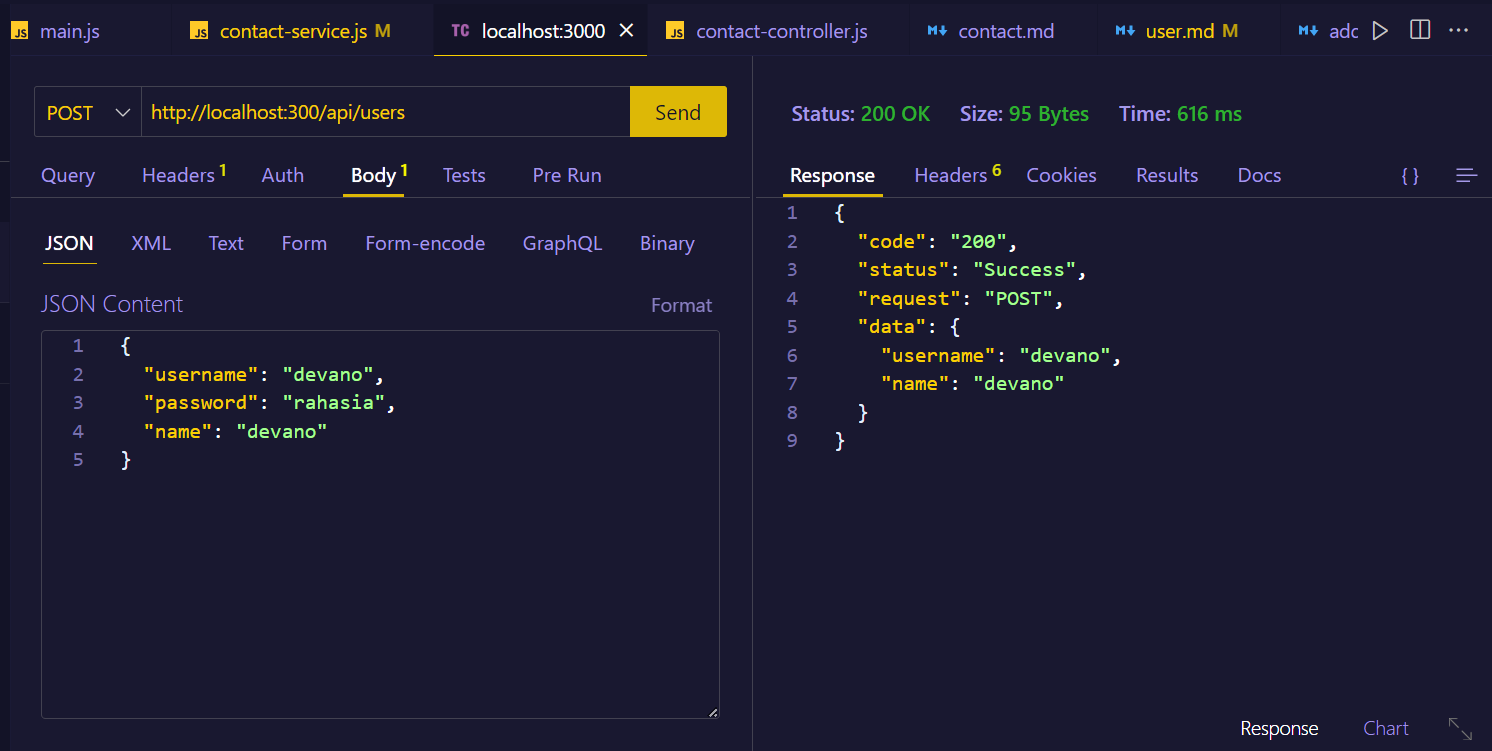 JS main.js JS contact-service.js M TC localhost:3000 × JS contact-controller.js M↓ contact.md M↓ user.md M M↓ adc ...
POST http://localhost:300/api/users Send
Status: 200 OK Size: 95 Bytes Time: 616 ms
Query Headers 1 Auth Body 1 Tests Pre Run
Response Headers 6 Cookies Results Docs { }
JSON XML Text Form Form-encode GraphQL Binary
JSON Content Format
1 {
2 "username": "devano",
3 "password": "rahasia",
4 "name": "devano"
5 }
1 {
2 "code": "200",
3 "status": "Success",
4 "request": "POST",
5 "data": {
6 "username": "devano",
7 "name": "devano"
8 }
9 }
Response Chart